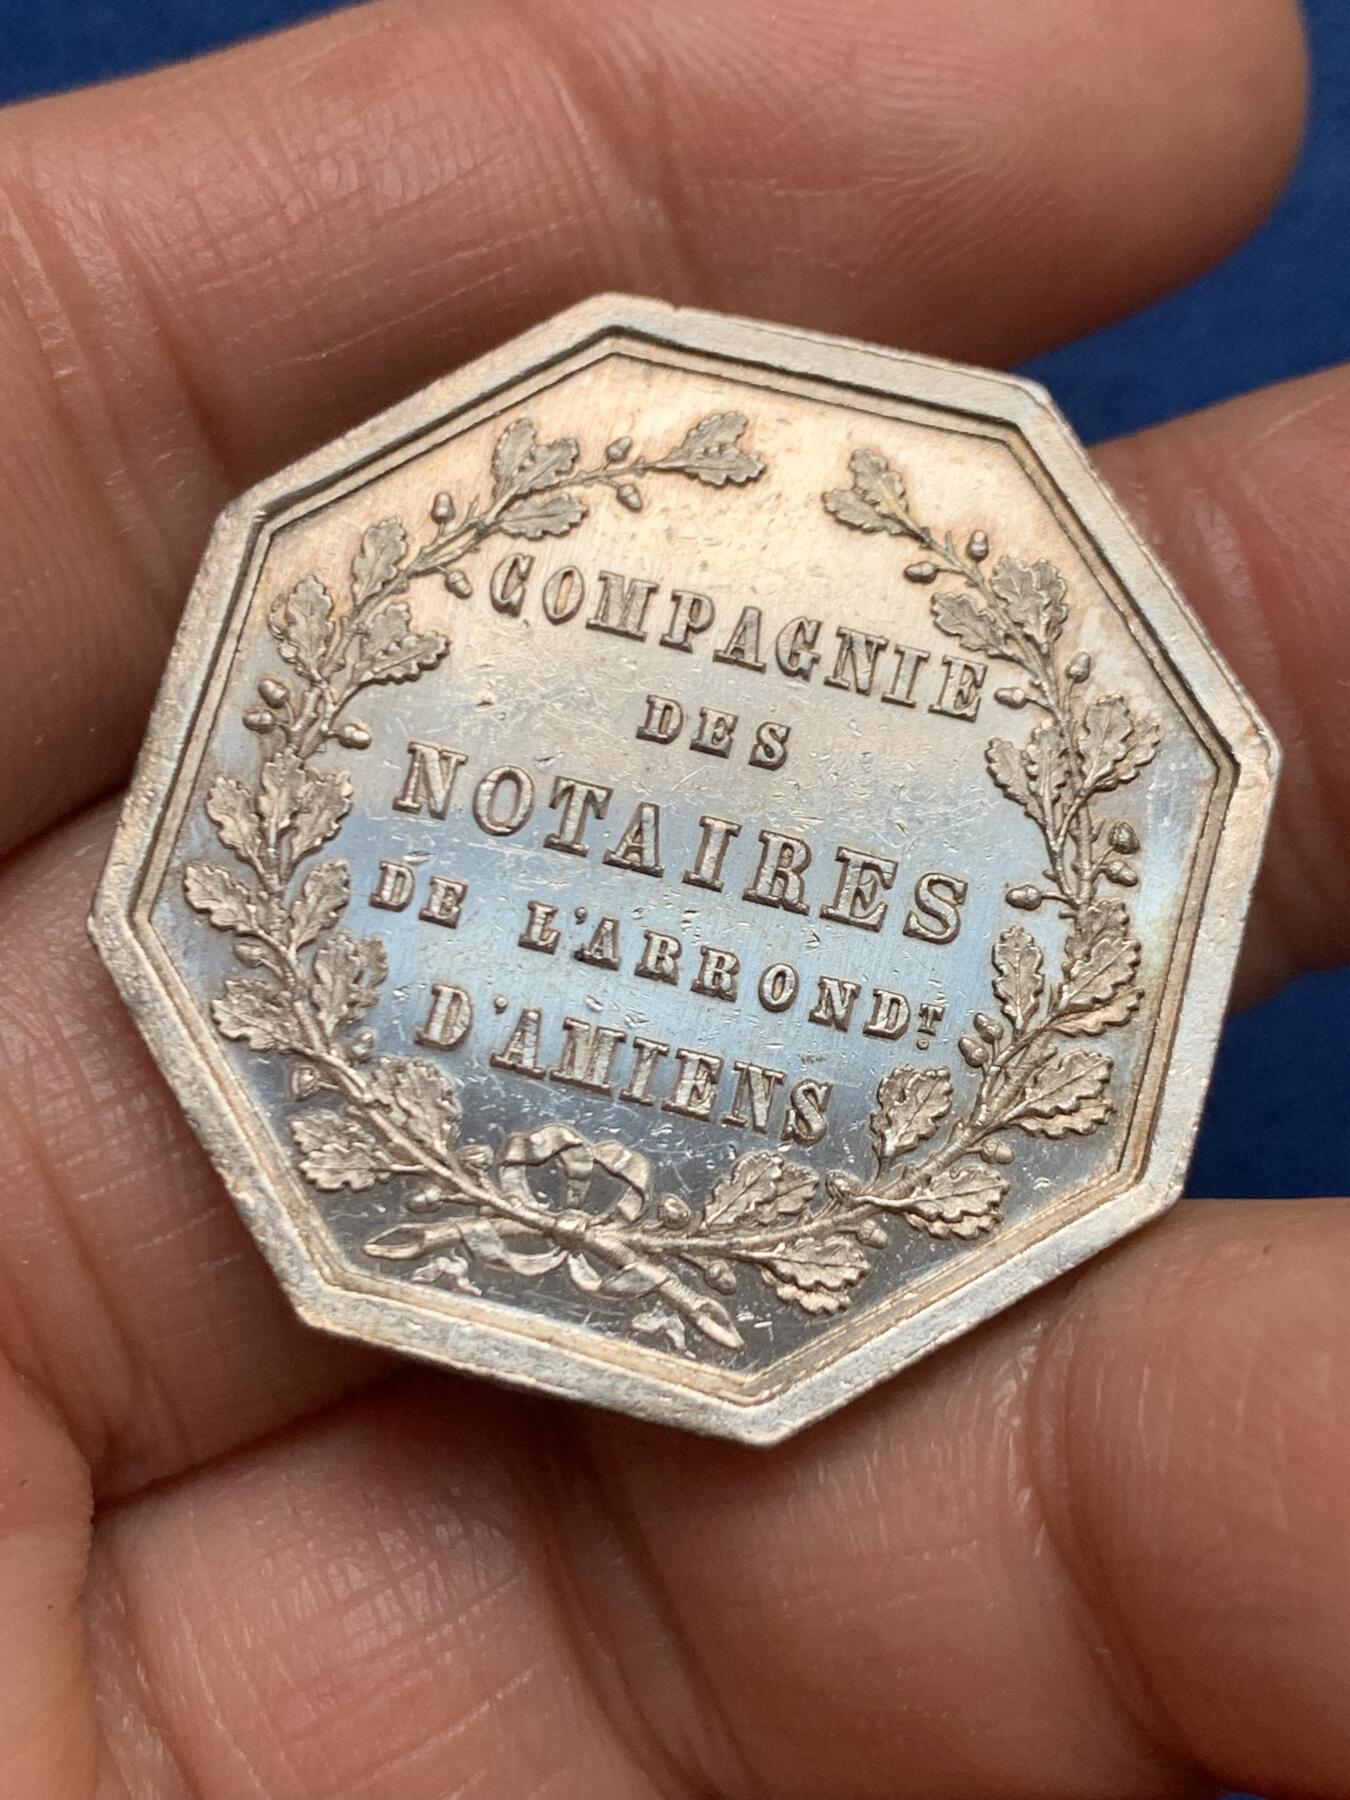 COMPAGNIE
DES
NOTAIRES
DE L'ARRONDT.
D'AMIENS